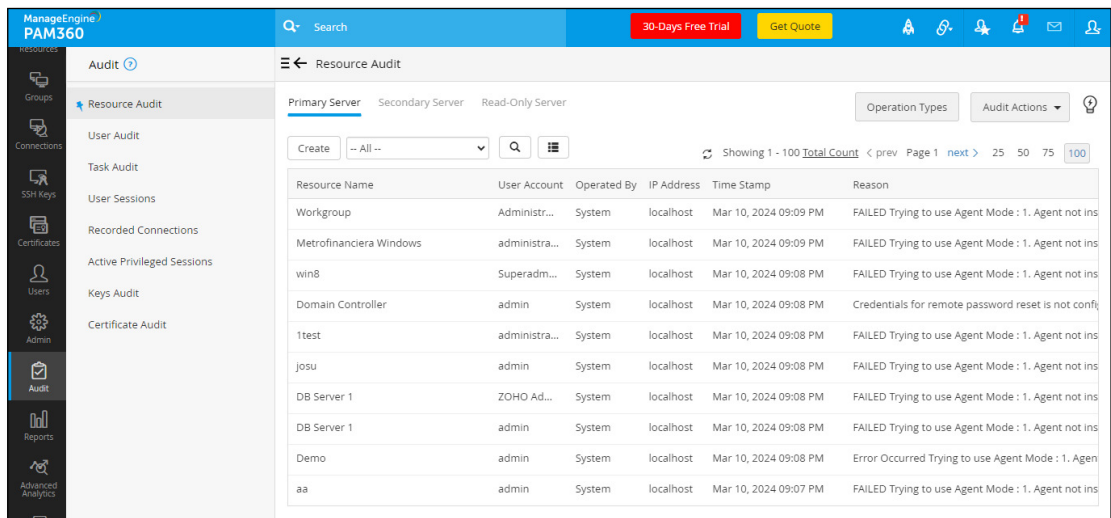 ManageEngine
PAM360
Search
30-Days Free Trial
Get Quote
Resources
Groups
Connections
SSH Keys
Certificates
Users
Admin
Audit
Reports
Advanced
Analytics
Audit
Resource Audit
User Audit
Task Audit
User Sessions
Recorded Connections
Active Privileged Sessions
Keys Audit
Certificate Audit
Resource Audit
Primary Server Secondary Server Read-Only Server
Operation Types Audit Actions
Create -- All --
Showing 1 - 100 Total Count < prev Page 1 next > 25 50 75 100
Resource Name User Account Operated By IP Address Time Stamp Reason
Workgroup Administr... System localhost Mar 10, 2024 09:09 PM FAILED Trying to use Agent Mode : 1. Agent not ins
Metrofinanciera Windows administra... System localhost Mar 10, 2024 09:09 PM FAILED Trying to use Agent Mode : 1. Agent not ins
win8 Superadm... System localhost Mar 10, 2024 09:08 PM FAILED Trying to use Agent Mode : 1. Agent not ins
Domain Controller admin System localhost Mar 10, 2024 09:08 PM Credentials for remote password reset is not config
1test administra... System localhost Mar 10, 2024 09:08 PM FAILED Trying to use Agent Mode : 1. Agent not ins
josu admin System localhost Mar 10, 2024 09:08 PM FAILED Trying to use Agent Mode : 1. Agent not ins
DB Server 1 ZOHO Ad... System localhost Mar 10, 2024 09:08 PM FAILED Trying to use Agent Mode : 1. Agent not ins
DB Server 1 admin System localhost Mar 10, 2024 09:08 PM FAILED Trying to use Agent Mode : 1. Agent not ins
Demo admin System localhost Mar 10, 2024 09:08 PM Error Occurred Trying to use Agent Mode : 1. Agen
aa admin System localhost Mar 10, 2024 09:07 PM FAILED Trying to use Agent Mode : 1. Agent not ins